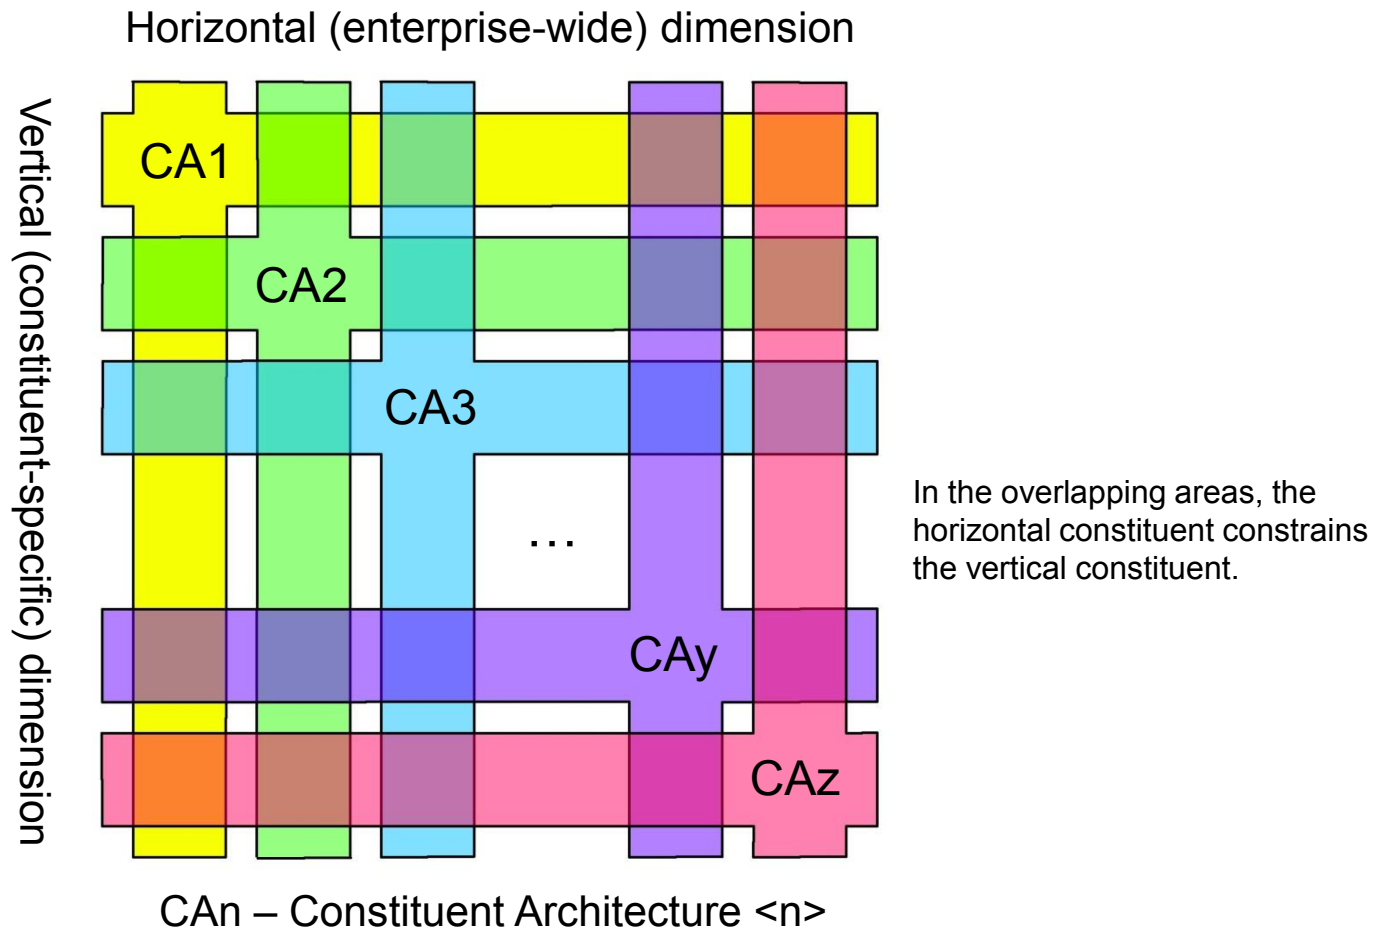 Horizontal (enterprise-wide) dimension
Vertical (constituent-specific) dimension
CA1
CA2
CA3
...
CAy
CAz
In the overlapping areas, the
horizontal constituent constrains
the vertical constituent.
CAn – Constituent Architecture <n>